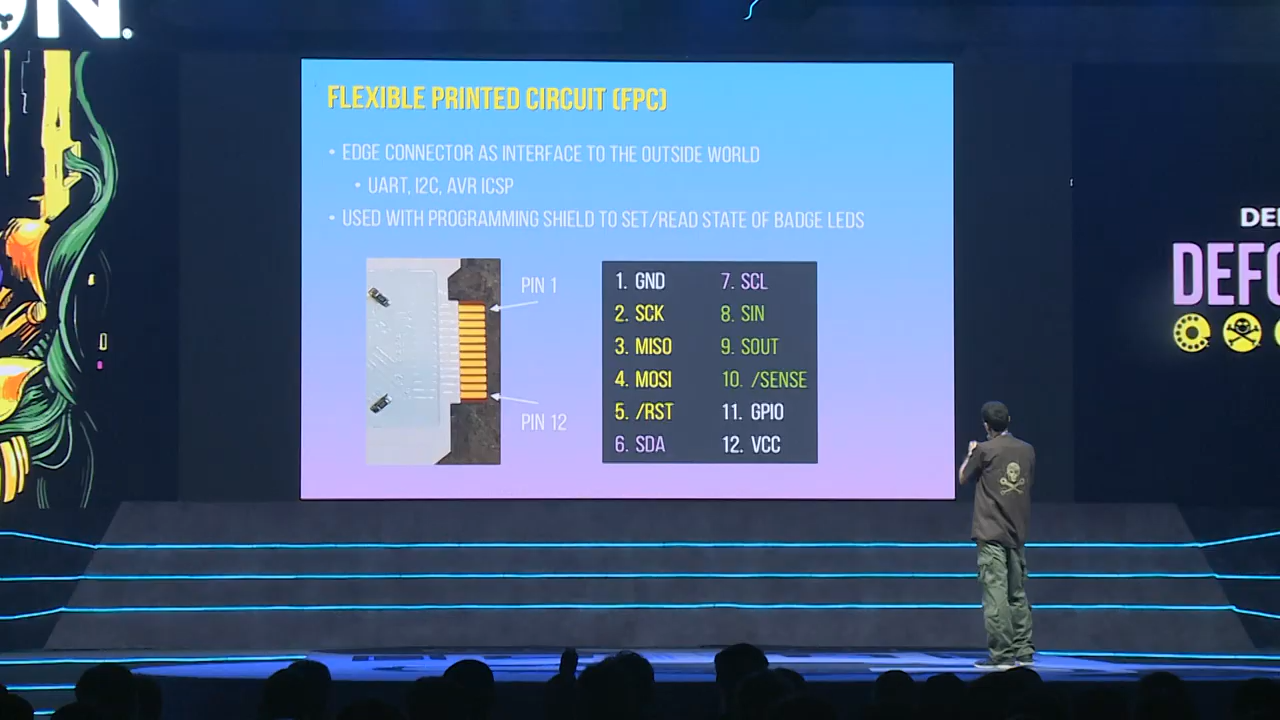 N.
FLEXIBLE PRINTED CIRCUIT (FPC)
• EDGE CONNECTOR AS INTERFACE TO THE OUTSIDE WORLD
• UART, I2C, AVR ICSP
• USED WITH PROGRAMMING SHIELD TO SET/READ STATE OF BADGE LEDS
PIN 1
PIN 12
1. GND
2. SCK
3. MISO
4. MOSI
5. /RST
6. SDA
7. SCL
8. SIN
9. SOUT
10. /SENSE
11. GPIO
12. VCC
DE
DEFC